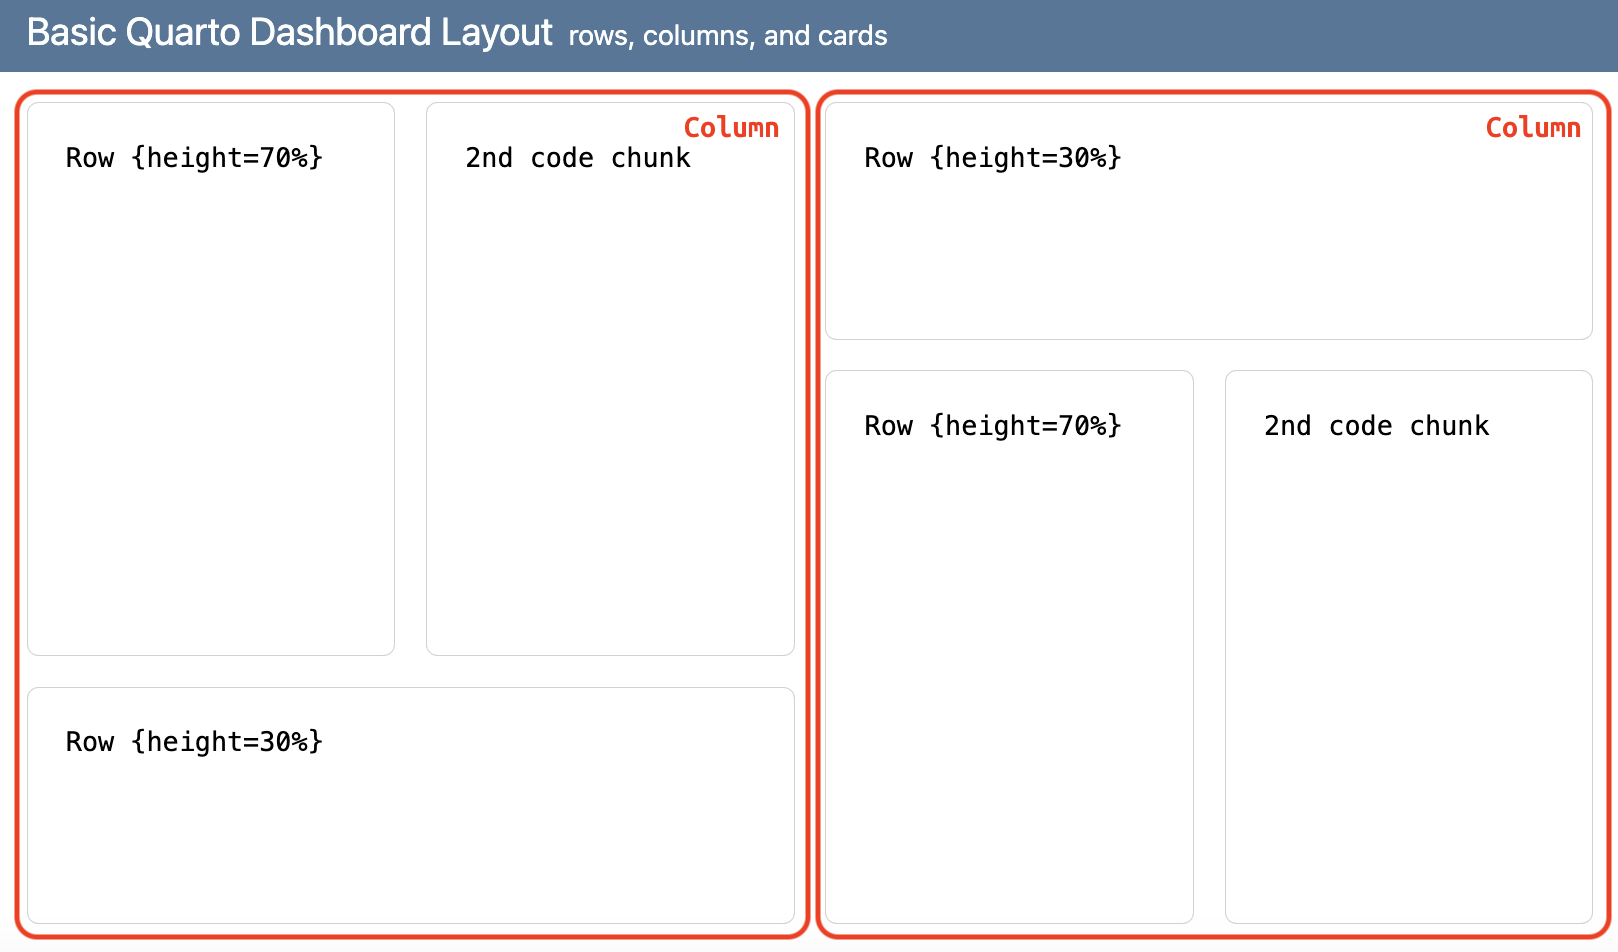 Basic Quarto Dashboard Layout rows, columns, and cards
Column
Row {height=70%}
2nd code chunk
Row {height=30%}
Column
Row {height=30%}
Row {height=70%}
2nd code chunk